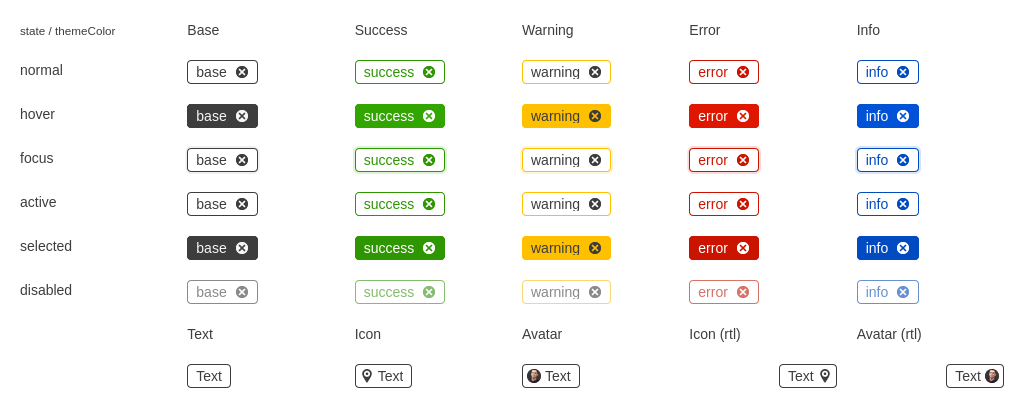 state / themeColor Base Success Warning Error Info
normal base success warning error info
hover base success warning error info
focus base success warning error info
active base success warning error info
selected base success warning error info
disabled base success warning error info
Text Icon Avatar Icon (rtl) Avatar (rtl)
Text Text Text Text Text